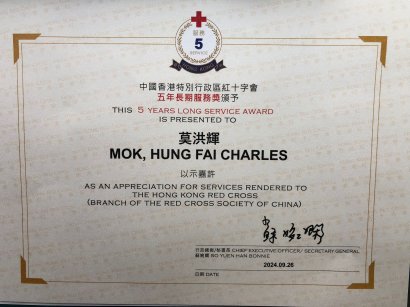 服務
5
SERVICE
HONG KONG
中國香港特別行政區紅十字會
五年長期服務獎頒予
THIS 5 YEARS LONG SERVICE AWARD
IS PRESENTED TO
莫洪輝
MOK, HUNG FAI CHARLES
以示嘉許
AS AN APPRECIATION FOR SERVICES RENDERED TO
THE HONG KONG RED CROSS
(BRANCH OF THE RED CROSS SOCIETY OF CHINA)
CHIEF EXECUTIVE OFFICER/ SECRETARY GENERAL
SO YUEN HAN BONNIE
2024.09.26
日期 DATE